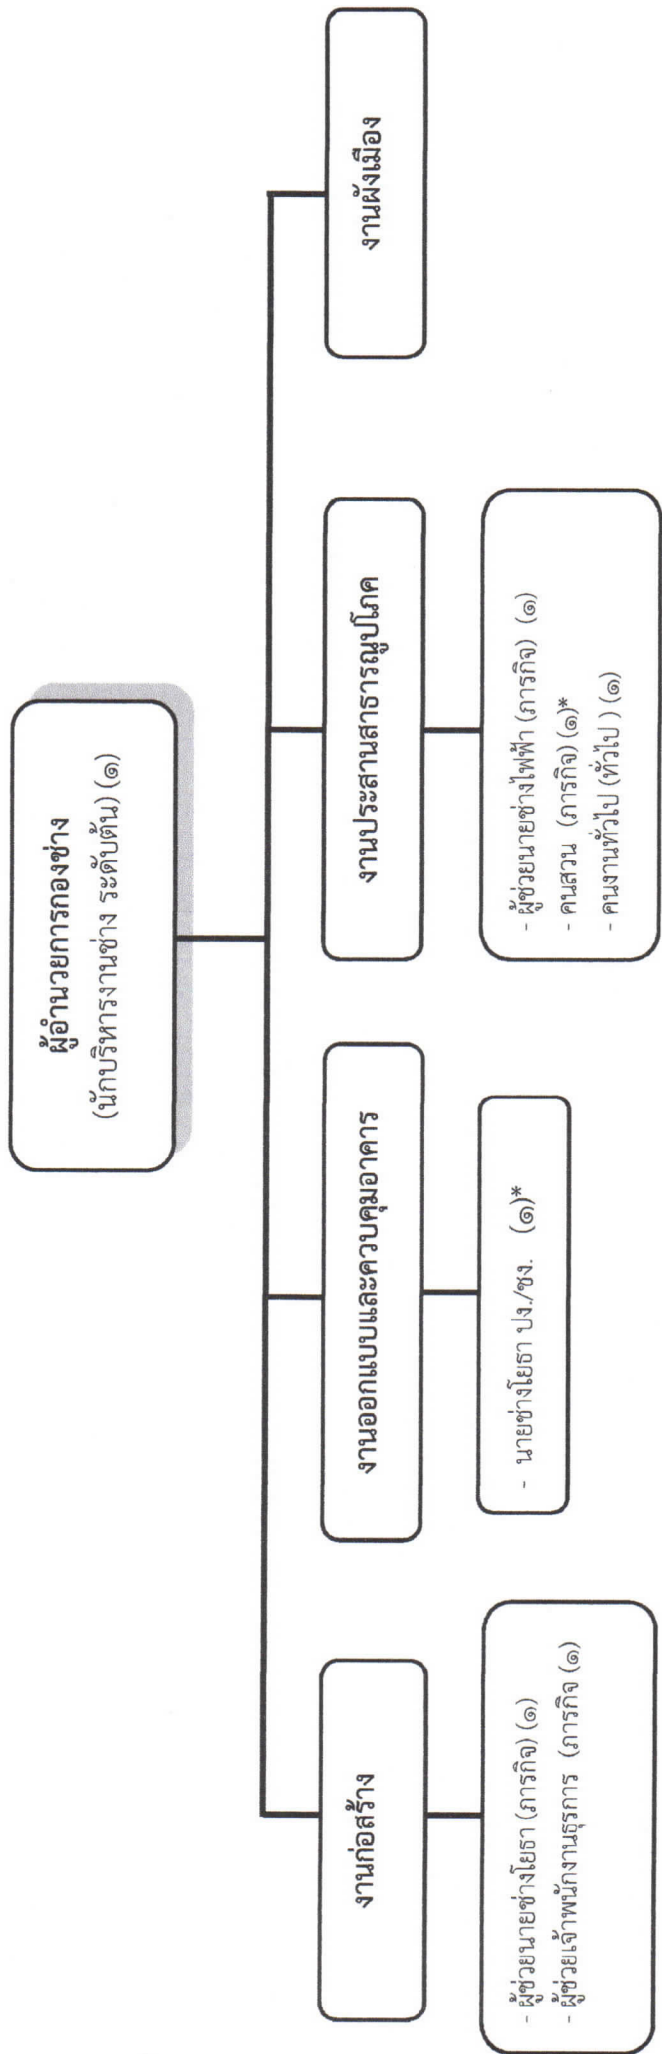 ผู้อำนวยการกองช่าง
(นักบริหารงานช่าง ระดับต้น) (๑)
งานก่อสร้าง
- ผู้ช่วยนายช่างโยธา (ภารกิจ) (๑)
- ผู้ช่วยเจ้าพนักงานธุรการ (ภารกิจ (๑)
งานออกแบบและควบคุมอาคาร
- นายช่างโยธา ปง./ชง. (๑)*
งานประสานสาธารณูปโภค
- ผู้ช่วยนายช่างไฟฟ้า (ภารกิจ) (๑)
- คนสวน (ภารกิจ) (๑)*
- คนงานทั่วไป (ทั่วไป ) (๑)
งานผังเมือง